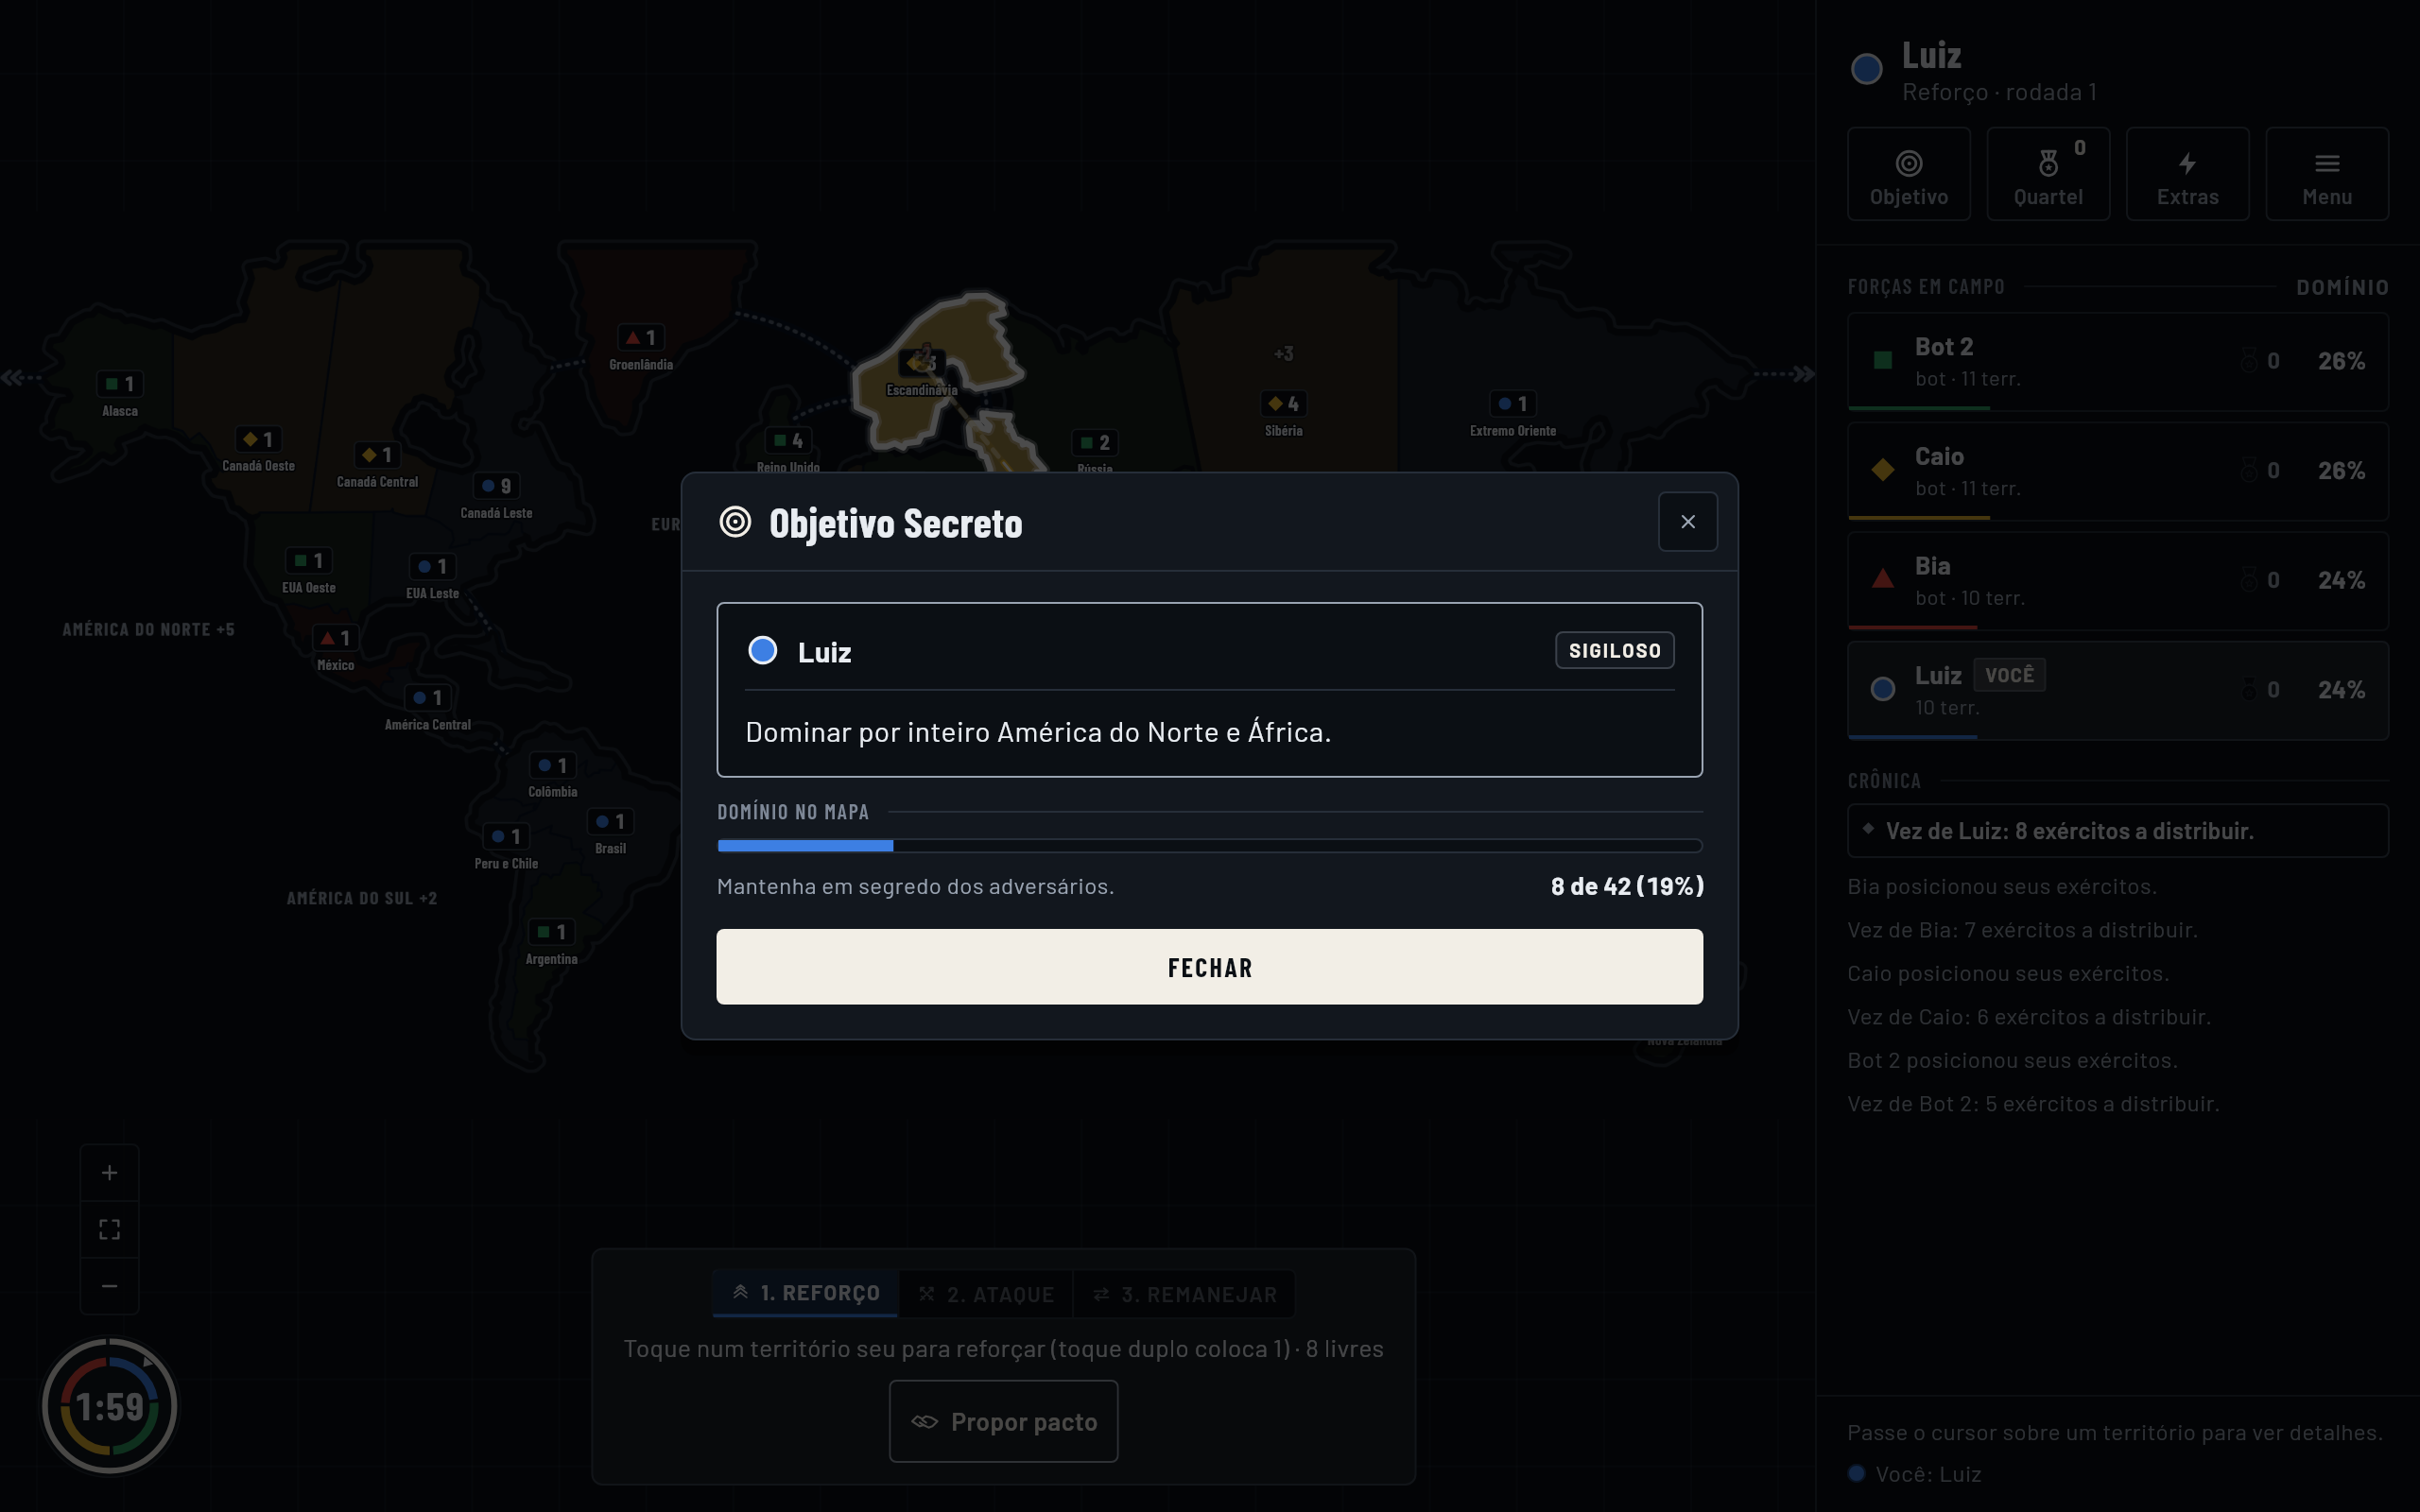 Luiz
Reforço · rodada 1
Objetivo
0
Quartel
Extras
Menu
FORÇAS EM CAMPO
DOMÍNIO
Bot 2
bot · 11 terr.
0
26%
Caio
bot · 11 terr.
0
26%
Bia
bot · 10 terr.
0
24%
Luiz
VOCÊ
10 terr.
0
24%
CRÔNICA
Vez de Luiz: 8 exércitos a distribuir.
Bia posicionou seus exércitos.
Vez de Bia: 7 exércitos a distribuir.
Caio posicionou seus exércitos.
Vez de Caio: 6 exércitos a distribuir.
Bot 2 posicionou seus exércitos.
Vez de Bot 2: 5 exércitos a distribuir.
Passe o cursor sobre um território para ver detalhes.
Você: Luiz
1
Alasca
1
Canadá Oeste
1
Canadá Central
9
Canadá Leste
1
Groenlândia
1
EUA Oeste
1
EUA Leste
1
México
1
América Central
AMÉRICA DO NORTE +5
1
Colômbia
1
Peru e Chile
1
Brasil
1
Argentina
AMÉRICA DO SUL +2
Escandinávia
4
Reino Unido
2
Rússia
+3
4
Sibéria
1
Extremo Oriente
EUR
Nova Zelândia
Objetivo Secreto
Luiz
SIGILOSO
Dominar por inteiro América do Norte e África.
DOMÍNIO NO MAPA
Mantenha em segredo dos adversários.
8 de 42 (19%)
FECHAR
1. REFORÇO
2. ATAQUE
3. REMANEJAR
Toque num território seu para reforçar (toque duplo coloca 1) · 8 livres
Propor pacto
1:59